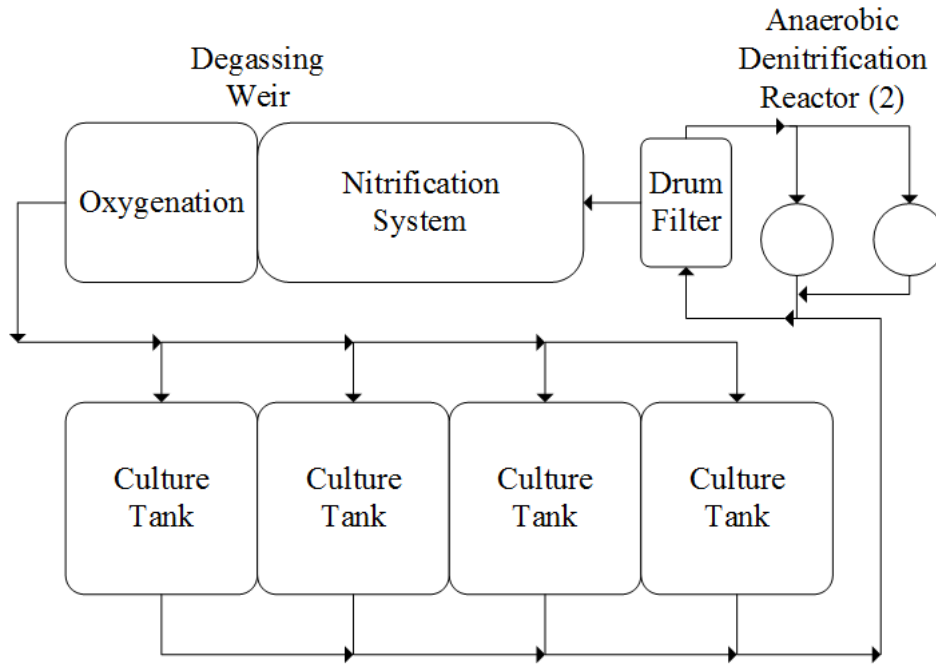 Degassing
Weir
Anaerobic
Denitrification
Reactor (2)
Oxygenation
Nitrification
System
Drum
Filter
Culture
Tank
Culture
Tank
Culture
Tank
Culture
Tank